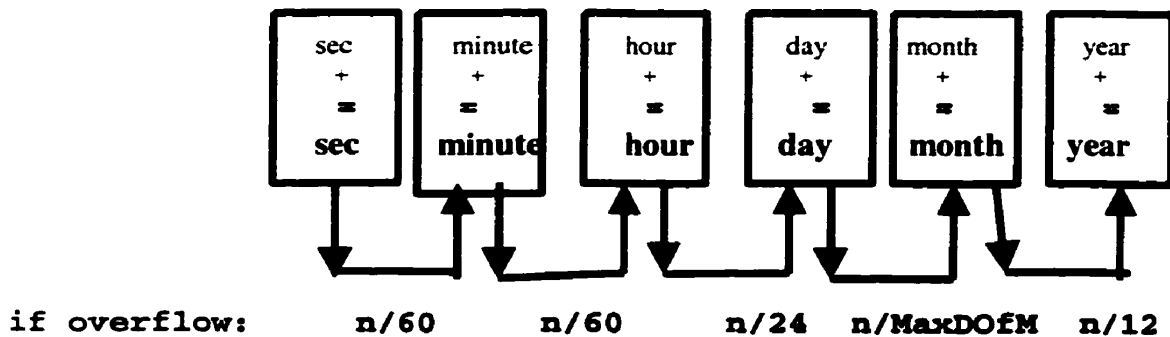 sec minute hour day month year
+ + + + + +
= = = = = =
sec minute hour day month year
if overflow: n/60 n/60 n/24 n/MaxDOfM n/12